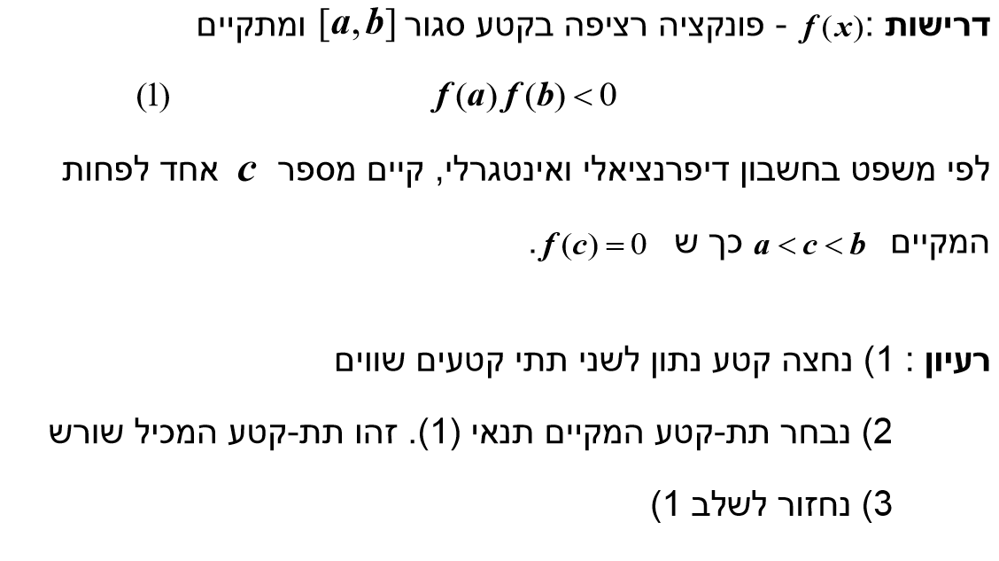 דרישות :f(x) - פונקציה רציפה בקטע סגור [a,b] ומתקיים
f(a)f(b)<0 (1)
לפי משפט בחשבון דיפרנציאלי ואינטגרלי, קיים מספר c אחד לפחות
המקיים a<c<b כך ש f(c)=0.
רעיון : 1) נחצה קטע נתון לשני תתי קטעים שווים
2) נבחר תת-קטע המקיים תנאי (1). זהו תת-קטע המכיל שורש
3) נחזור לשלב 1)